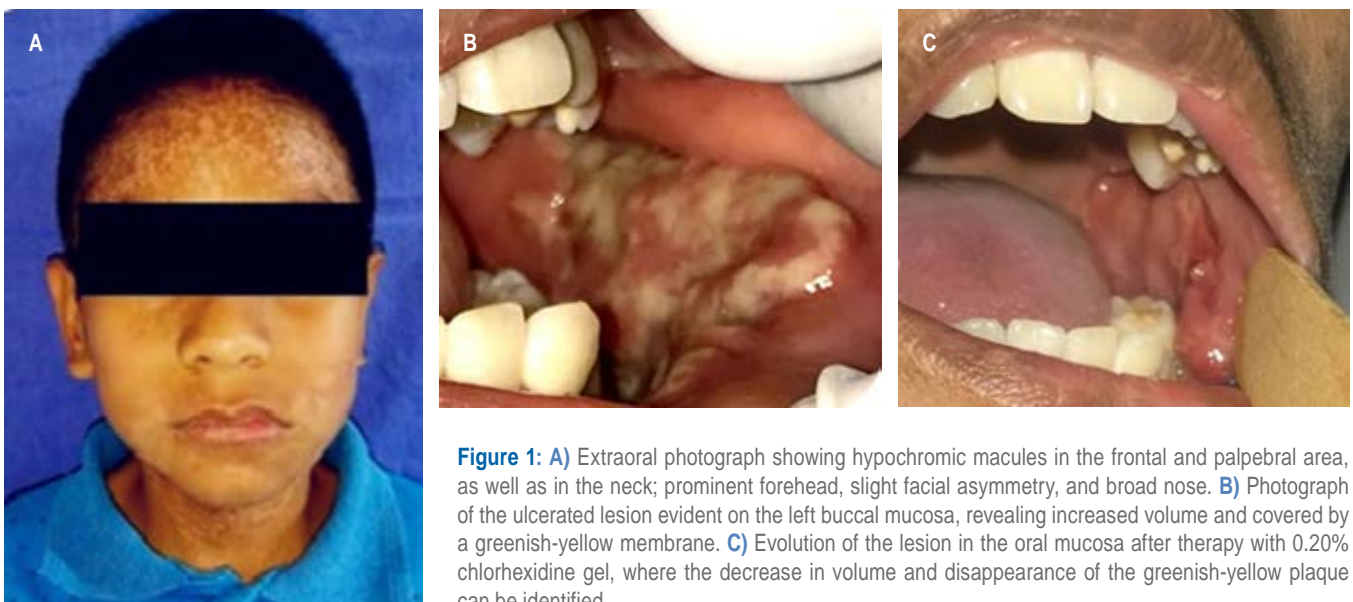 A
B
C
Figure 1: A) Extraoral photograph showing hypochromic macules in the frontal and palpebral area,
as well as in the neck; prominent forehead, slight facial asymmetry, and broad nose. B) Photograph
of the ulcerated lesion evident on the left buccal mucosa, revealing increased volume and covered by
a greenish-yellow membrane. C) Evolution of the lesion in the oral mucosa after therapy with 0.20%
chlorhexidine gel, where the decrease in volume and disappearance of the greenish-yellow plaque
can be identified